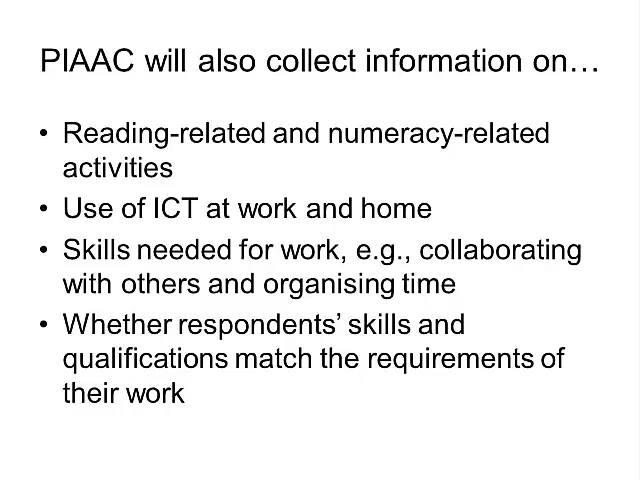 PIAAC will also collect information on…
• Reading-related and numeracy-related
activities
• Use of ICT at work and home
• Skills needed for work, e.g., collaborating
with others and organising time
• Whether respondents’ skills and
qualifications match the requirements of
their work